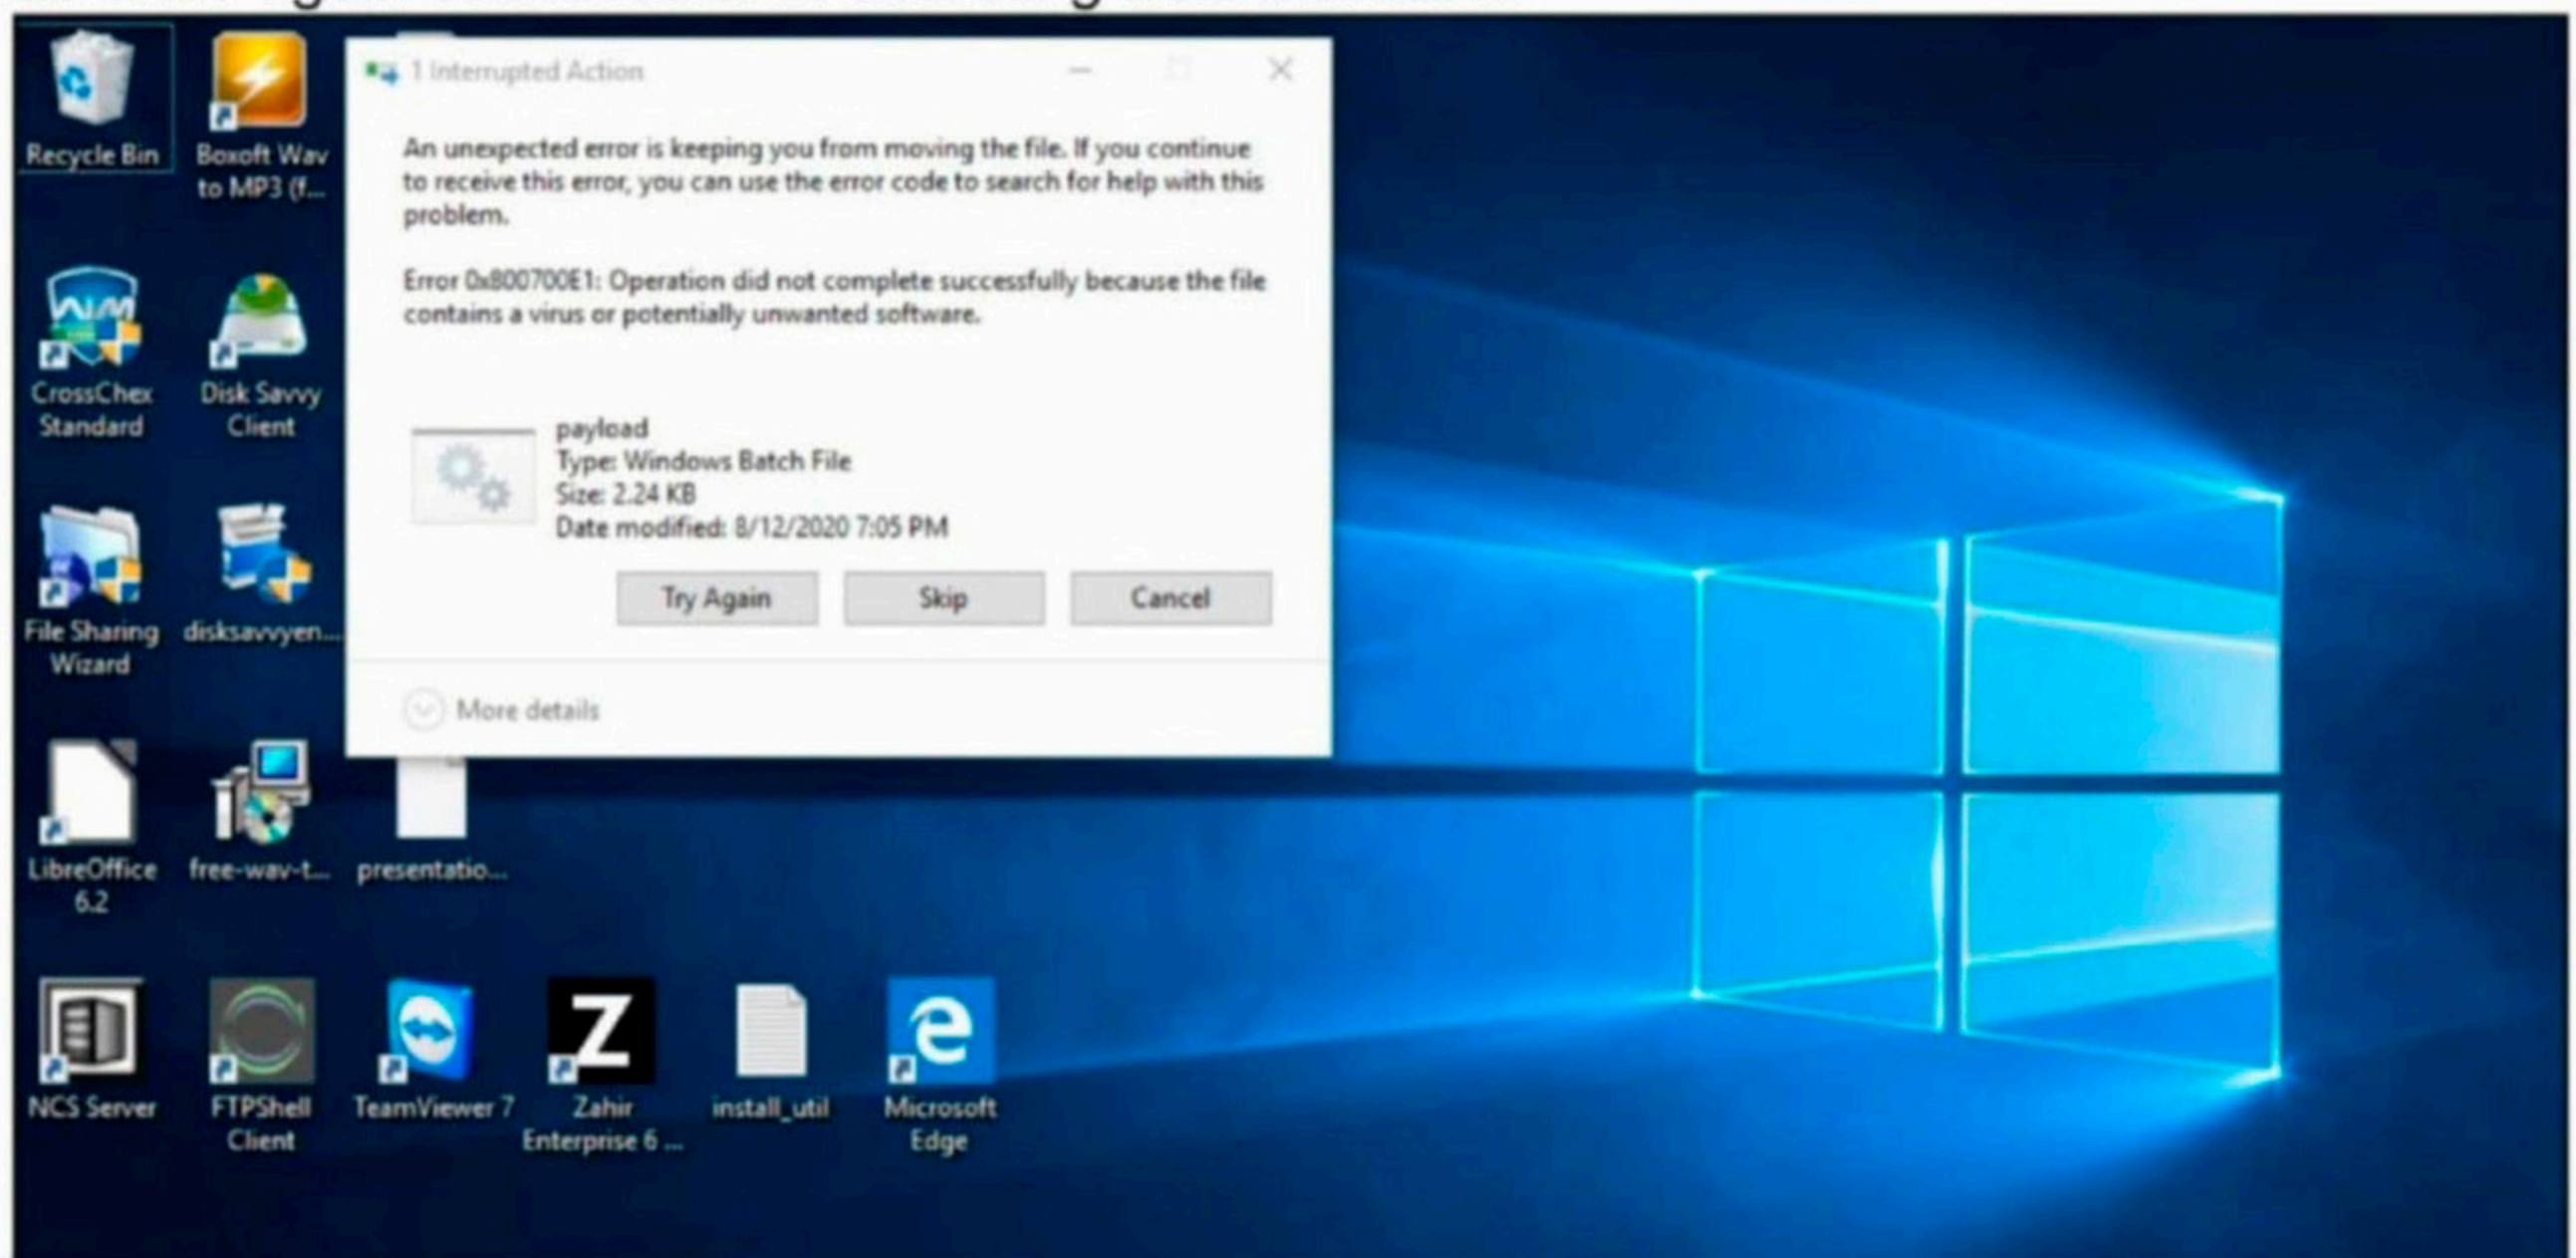 Recycle Bin
Boxoft Wav
to MP3 (f...
1 Interrupted Action
An unexpected error is keeping you from moving the file. If you continue
to receive this error, you can use the error code to search for help with this
problem.
Error 0x800700E1: Operation did not complete successfully because the file
contains a virus or potentially unwanted software.
payload
Type: Windows Batch File
Size: 2.24 KB
Date modified: 8/12/2020 7:05 PM
Try Again
Skip
Cancel
More details
CrossChex
Standard
Disk Savvy
Client
File Sharing
Wizard
disksavvyen...
LibreOffice
6.2
free-wav-t...
presentatio...
NCS Server
FTPShell
Client
TeamViewer 7
Zahir
Enterprise 6 ...
install_util
Microsoft
Edge